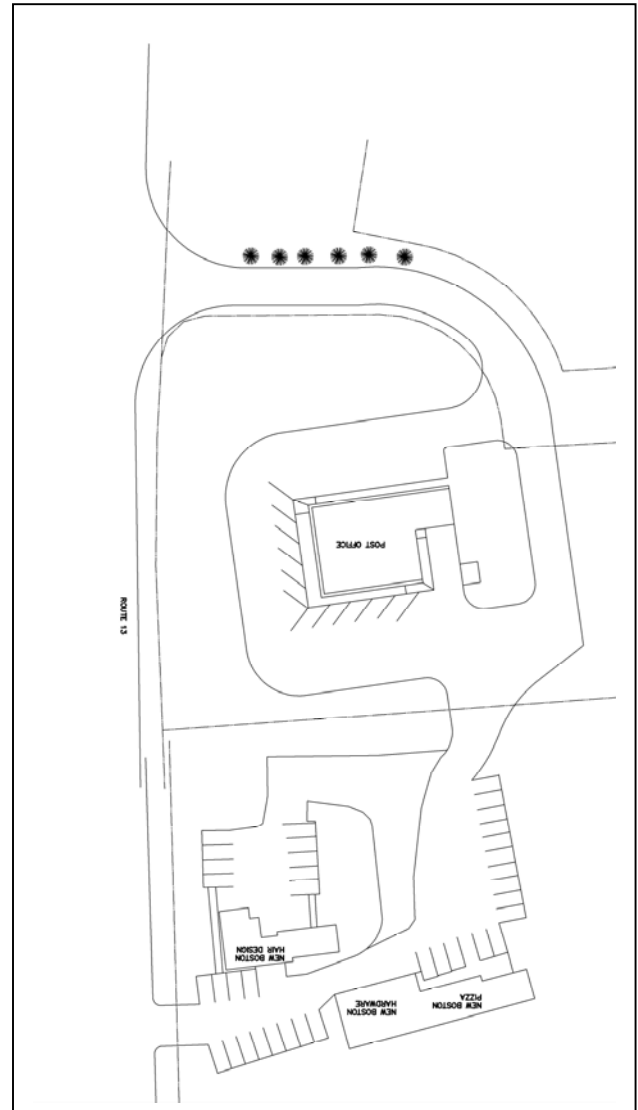 POST OFFICE
ROUTE 13
NEW BOSTON
HAIR DESIGN
NEW BOSTON
HARDWARE
NEW BOSTON
PIZZA